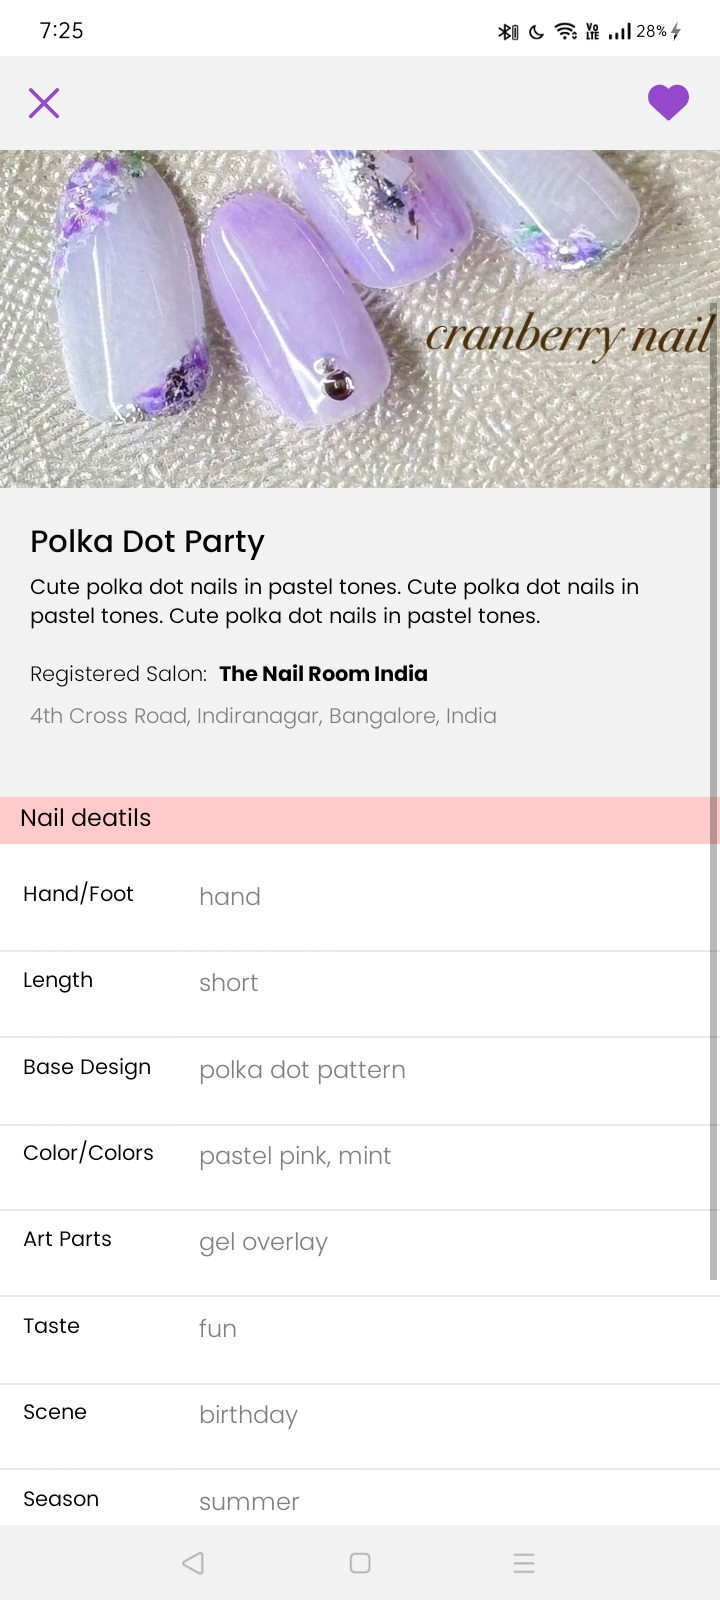 7:25
Vo LTE 28%
cranberry nail
Polka Dot Party
Cute polka dot nails in pastel tones. Cute polka dot nails in
pastel tones. Cute polka dot nails in pastel tones.
Registered Salon: The Nail Room India
4th Cross Road, Indiranagar, Bangalore, India
Nail deatils
Hand/Foot hand
Length short
Base Design polka dot pattern
Color/Colors pastel pink, mint
Art Parts gel overlay
Taste fun
Scene birthday
Season summer